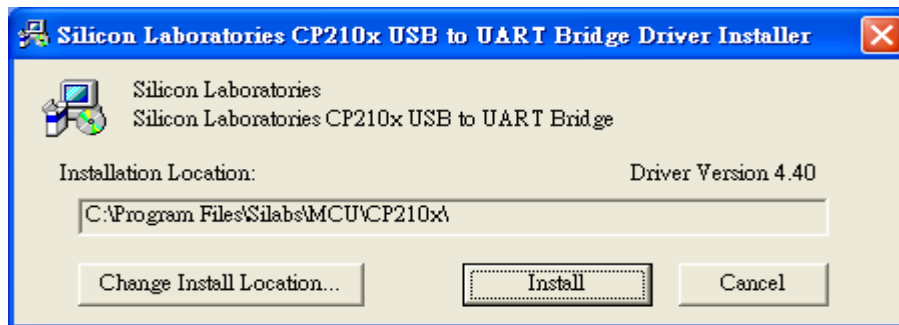 Silicon Laboratories CP210x USB to UART Bridge Driver Installer
Silicon Laboratories
Silicon Laboratories CP210x USB to UART Bridge
Installation Location:
Driver Version 4.40
C:\Program Files\Silabs\MCU\CP210x\
Change Install Location...
Install
Cancel